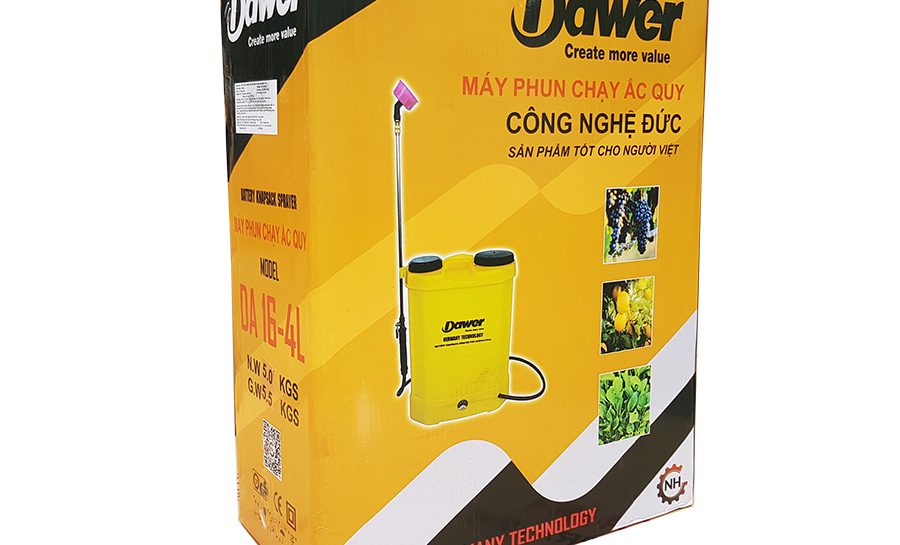 Dawer
Create more value
BATTERY KNAPSACK SPRAYER
MÁY PHUN CHẠY ẮC QUY
MODEL
DA 16-4L
N.W 5.0 KGS
G.W 5.5 KGS
Dawer
Create more value
MÁY PHUN CHẠY ẮC QUY
CÔNG NGHỆ ĐỨC
SẢN PHẨM TỐT CHO NGƯỜI VIỆT
Dawer
GERMANY TECHNOLOGY
NH
MANY TECHNOLOGY